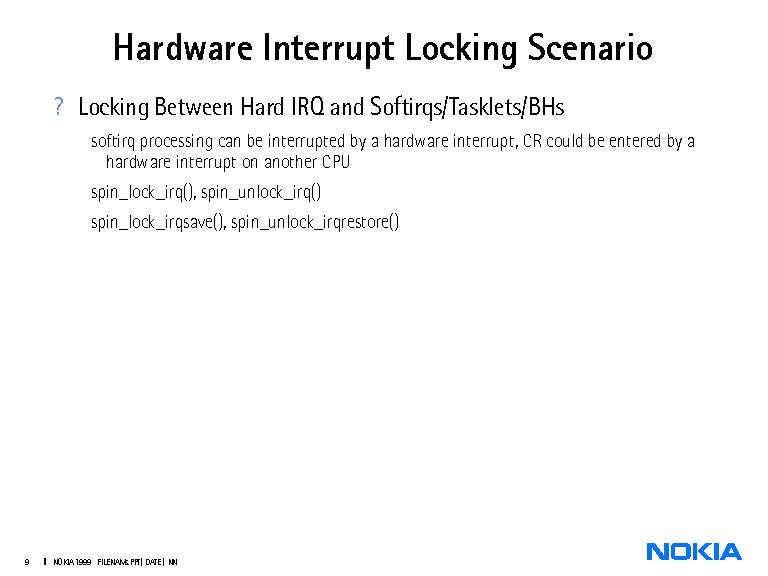 Hardware Interrupt Locking Scenario
? Locking Between Hard IRQ and Softirqs/Tasklets/BHs
softirq processing can be interrupted by a hardware interrupt, CR could be entered by a
hardware interrupt on another CPU
spin_lock_irq(), spin_unlock_irq()
spin_lock_irqsave(), spin_unlock_irqrestore()
9 NOKIA 1999 FILENAMs.PPT/ DATE / NN
NOKIA